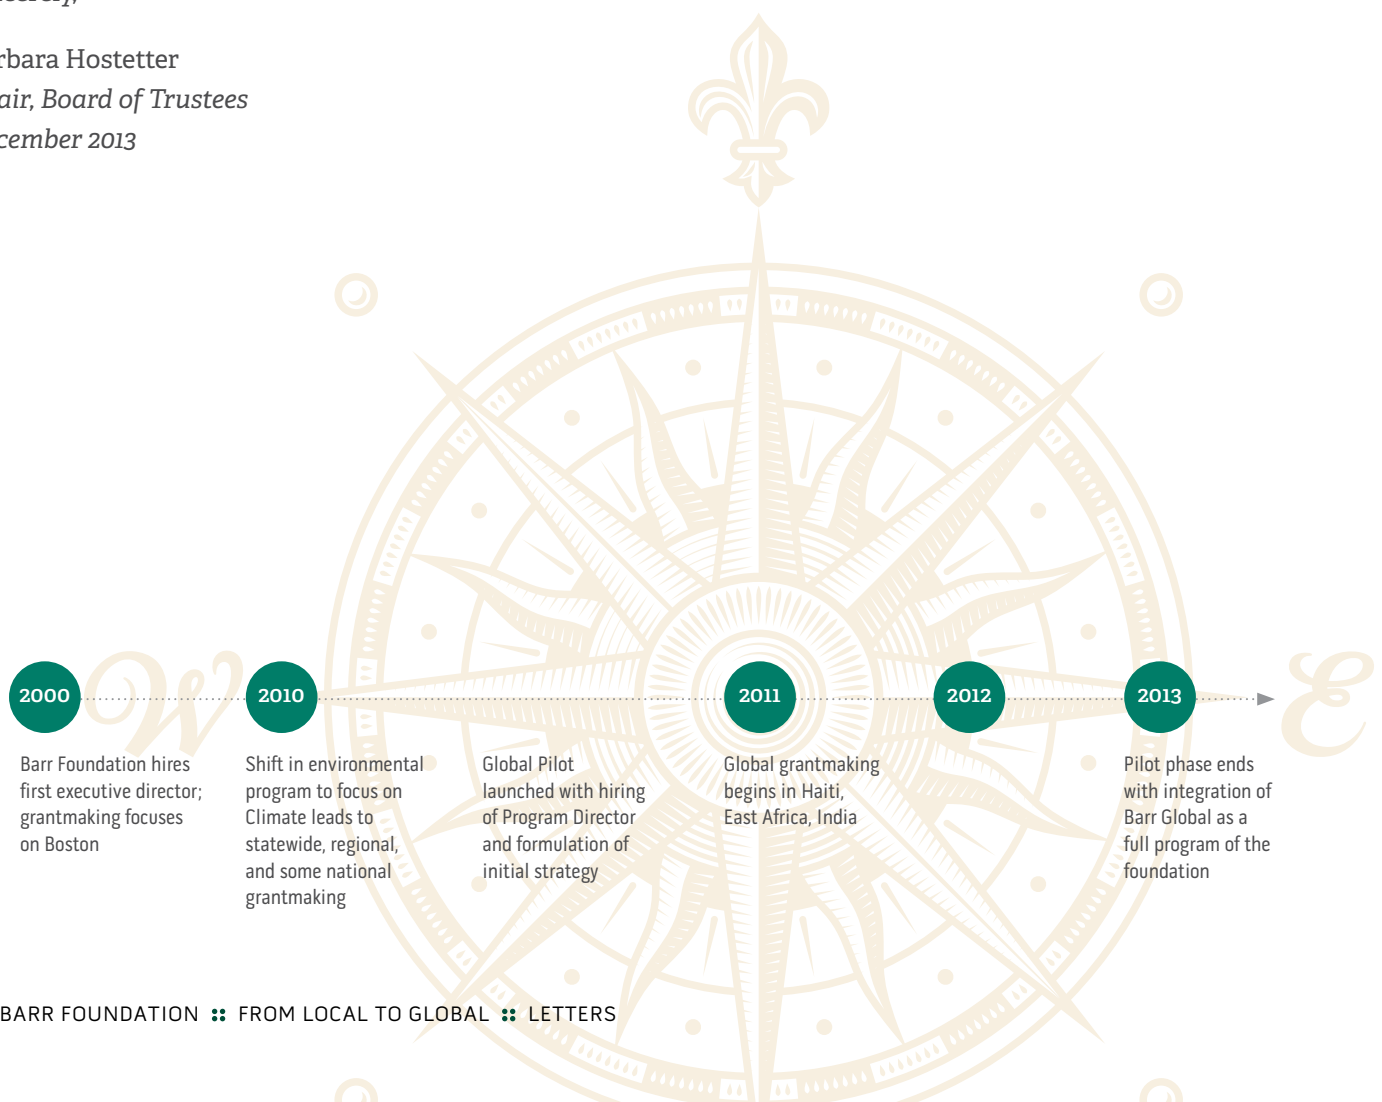 rbara Hostetter
air, Board of Trustees
cember 2013
W
E
2000
2010
2011
2012
2013
Barr Foundation hires
first executive director;
grantmaking focuses
on Boston
Shift in environmental
program to focus on
Climate leads to
statewide, regional,
and some national
grantmaking
Global Pilot
launched with hiring
of Program Director
and formulation of
initial strategy
Global grantmaking
begins in Haiti,
East Africa, India
Pilot phase ends
with integration of
Barr Global as a
full program of the
foundation
BARR FOUNDATION :: FROM LOCAL TO GLOBAL :: LETTERS